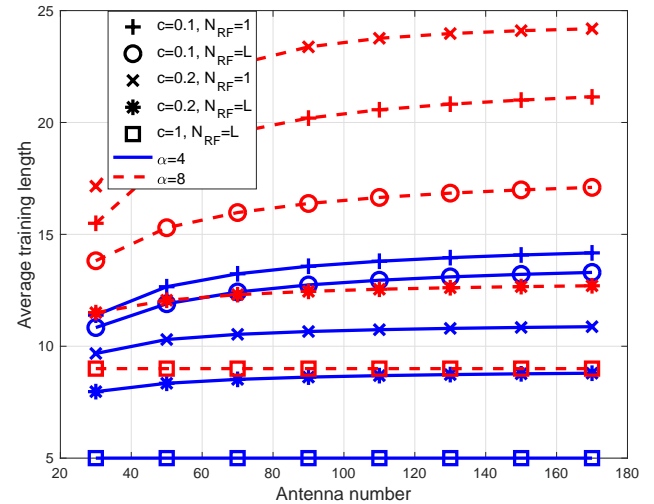 25
20
15
10
5
20
40
60
80
100
120
140
160
180
Antenna number
Average training length
c=0.1, N_RF=1
c=0.1, N_RF=L
c=0.2, N_RF=1
c=0.2, N_RF=L
c=1, N_RF=L
α=4
α=8